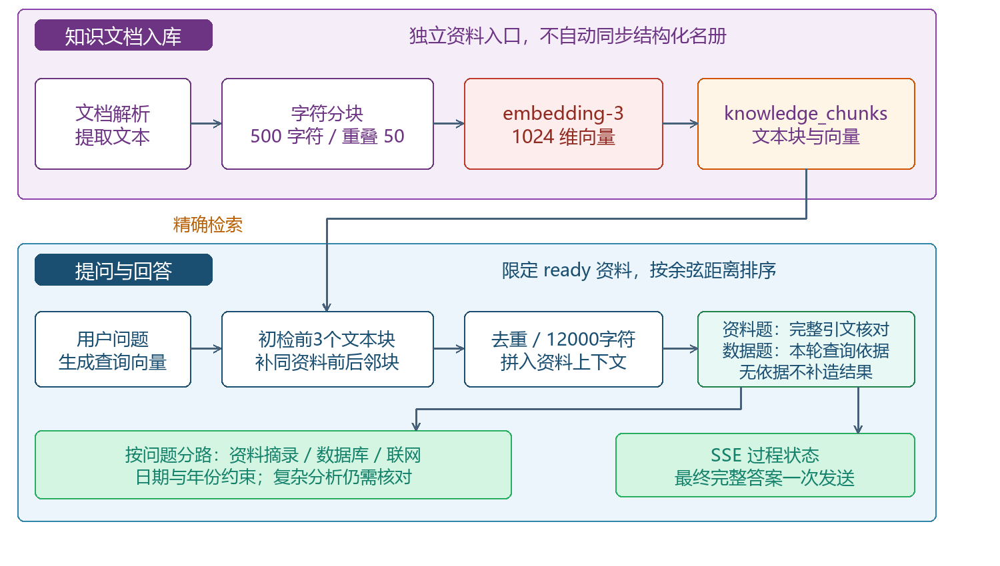 知识文档入库
独立资料入口，不自动同步结构化名册
文档解析
提取文本
字符分块
500 字符 / 重叠 50
embedding-3
1024 维向量
knowledge_chunks
文本块与向量
精确检索
提问与回答
限定 ready 资料，按余弦距离排序
用户问题
生成查询向量
初检前3个文本块
补同资料前后邻块
去重 / 12000字符
拼入资料上下文
资料题：完整引文核对
数据题：本轮查询依据
无依据不补造结果
按问题分路：资料摘录 / 数据库 / 联网
日期与年份约束；复杂分析仍需核对
SSE 过程状态
最终完整答案一次发送